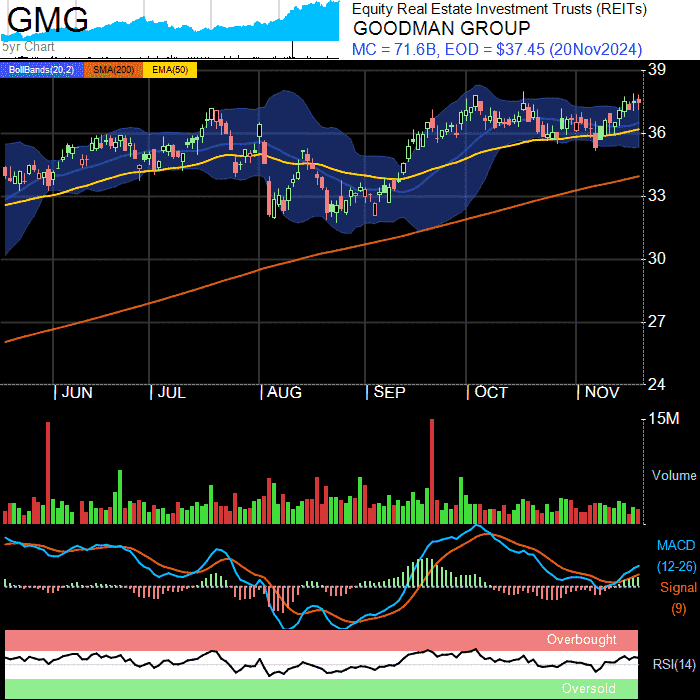 GMG
5yr Chart
Equity Real Estate Investment Trusts (REITs)
GOODMAN GROUP
MC = 71.6B, EOD = $37.45 (20Nov2024)
BollBands(20,2) SMA(200) EMA(50)
39
36
33
30
27
24
JUN JUL AUG SEP OCT NOV
15M
Volume
MACD
(12-26)
Signal
(9)
Overbought
RSI(14)
Oversold